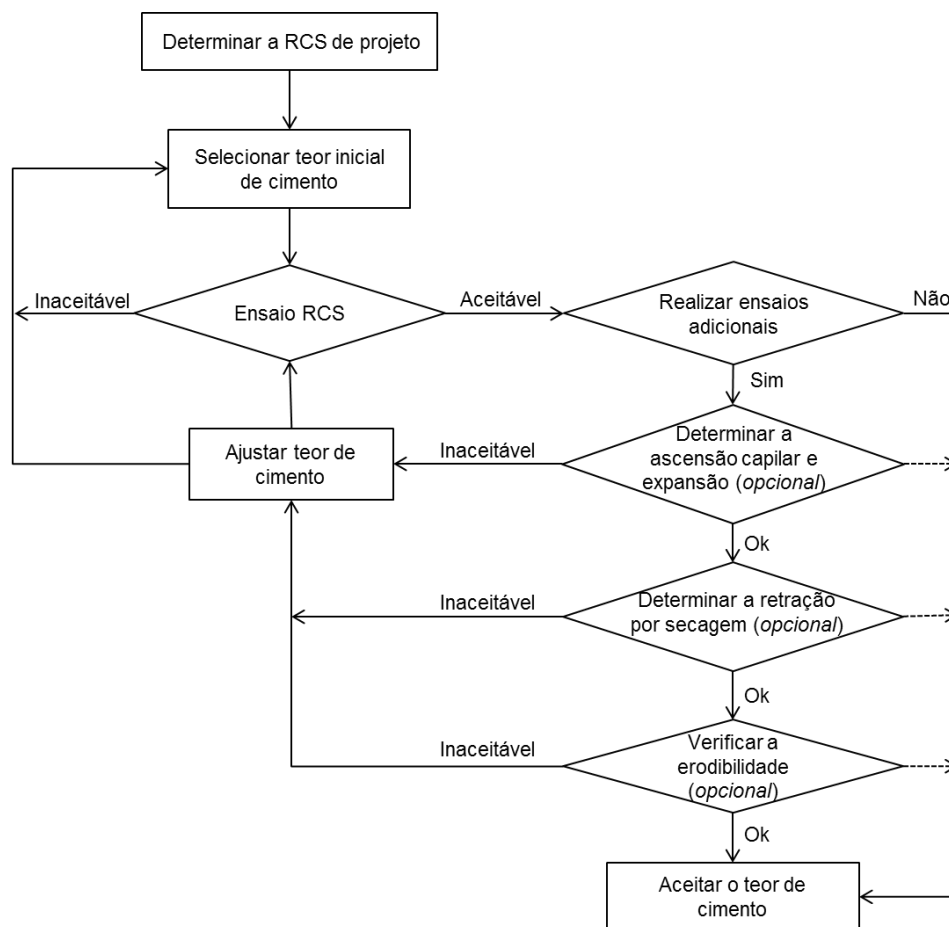 Determinar a RCS de projeto
Selecionar teor inicial
de cimento
Inaceitável
Ensaio RCS
Aceitável
Realizar ensaios
adicionais
Não
Sim
Ajustar teor de
cimento
Inaceitável
Determinar a
ascensão capilar e
expansão (opcional)
Ok
Inaceitável
Determinar a retração
por secagem (opcional)
Ok
Inaceitável
Verificar a
erodibilidade
(opcional)
Ok
Aceitar o teor de
cimento